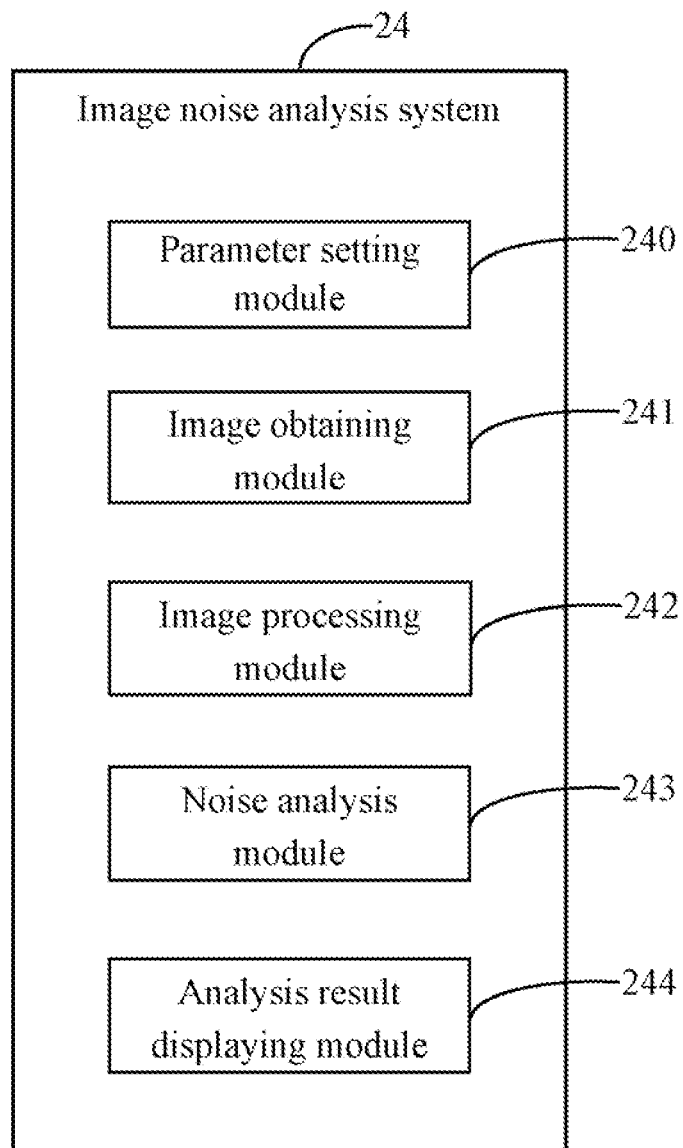 24
Image noise analysis system
Parameter setting
module
240
Image obtaining
module
241
Image processing
module
242
Noise analysis
module
243
Analysis result
displaying module
244